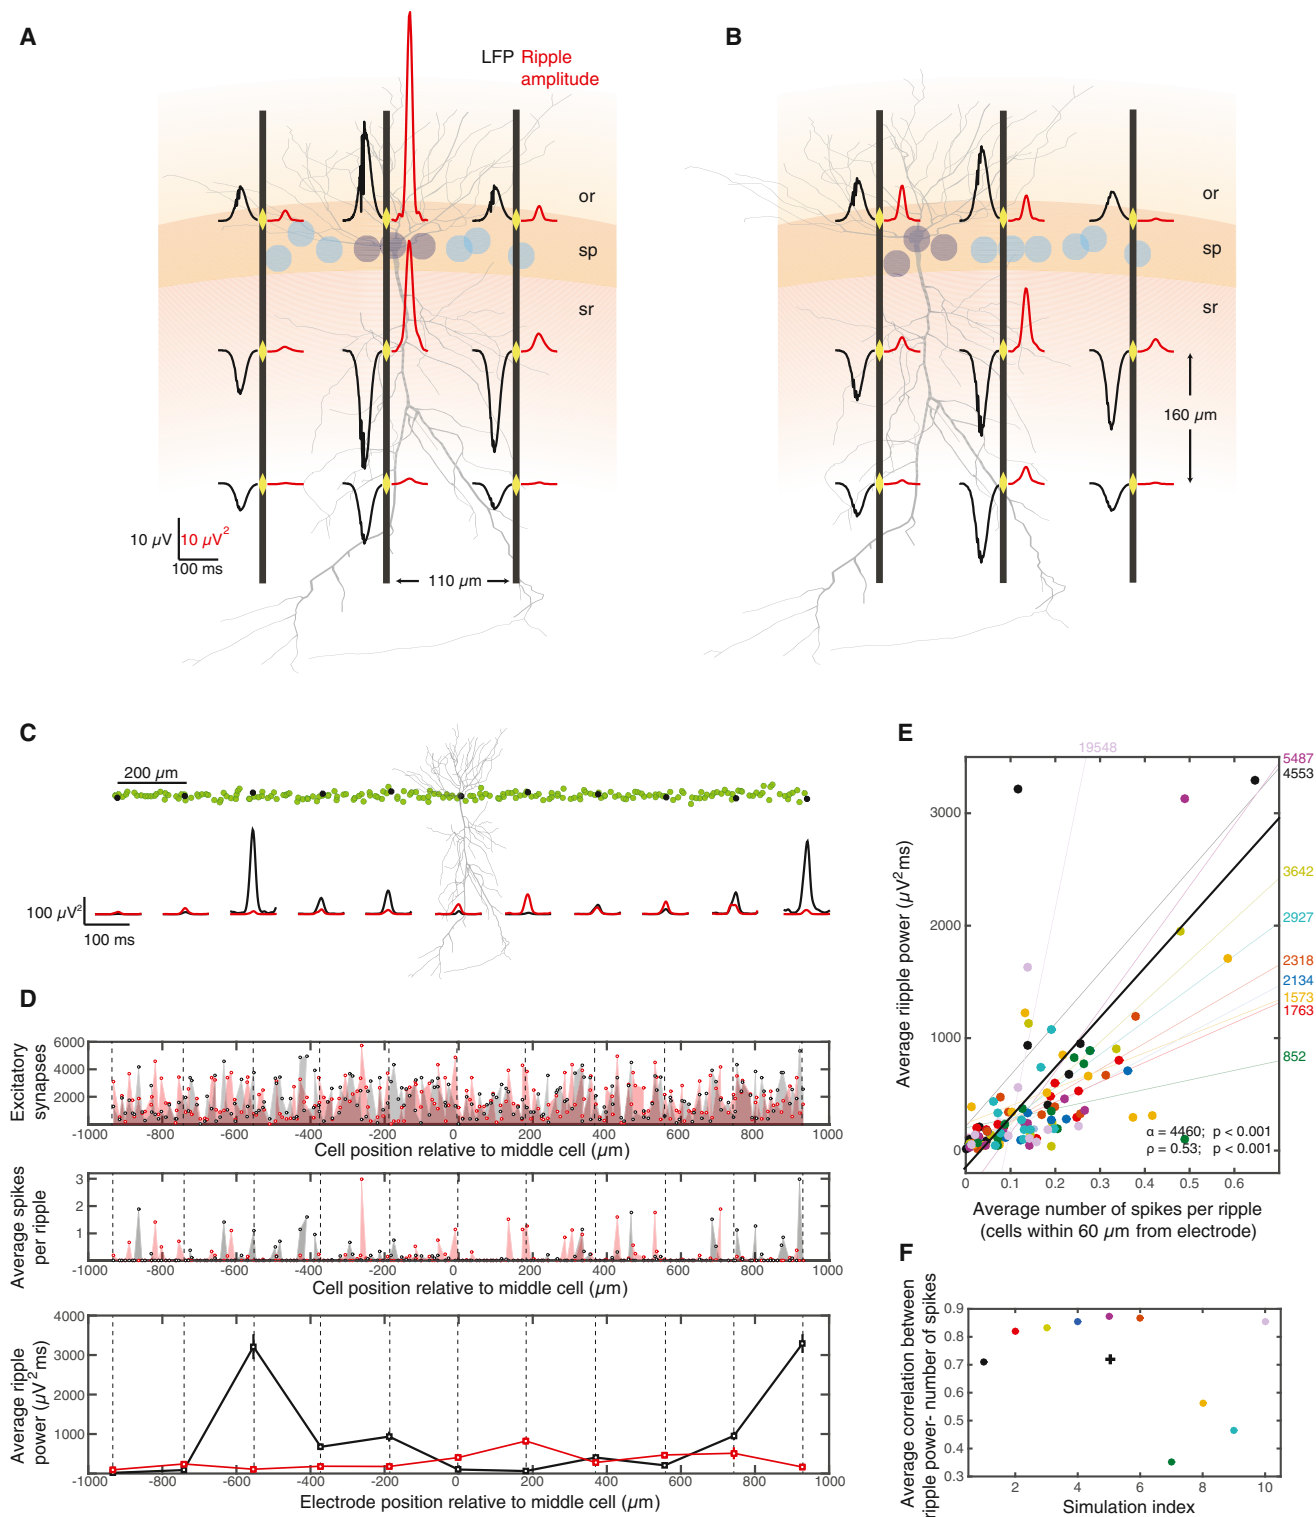 A
LFP Ripple
amplitude
or
sp
sr
10 µV
10 µV²
100 ms
110 µm
B
or
sp
sr
160 µm
C
200 µm
100 µV²
100 ms
D
Excitatory
synapses
6000
4000
2000
-1000 -800 -600 -400 -200 0 200 400 600 800 1000
Cell position relative to middle cell (µm)
Average spikes
per ripple
3
2
1
-1000 -800 -600 -400 -200 0 200 400 600 800 1000
Cell position relative to middle cell (µm)
Average ripple
power (µV²ms)
4000
3000
2000
1000
-1000 -800 -600 -400 -200 0 200 400 600 800 1000
Electrode position relative to middle cell (µm)
E
19548
5487
4553
3642
2927
2318
2134
1573
1763
852
Average riipple power (µV²ms)
3000
2000
1000
0
α = 4460; p < 0.001
ρ = 0.53; p < 0.001
0 0.1 0.2 0.3 0.4 0.5 0.6
Average number of spikes per ripple
(cells within 60 µm from electrode)
F
Average correlation between
ripple power- number of spikes
0.9
0.8
0.7
0.6
0.5
0.4
0.3
2 4 6 8 10
Simulation index